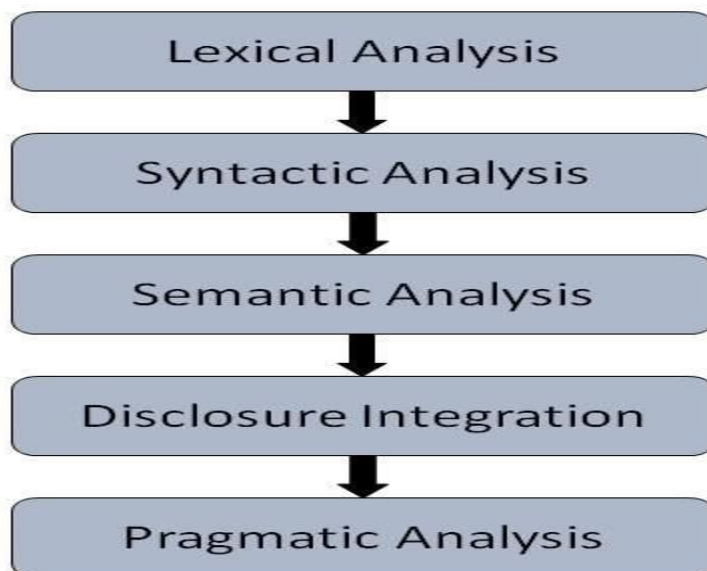 Lexical Analysis
Syntactic Analysis
Semantic Analysis
Disclosure Integration
Pragmatic Analysis